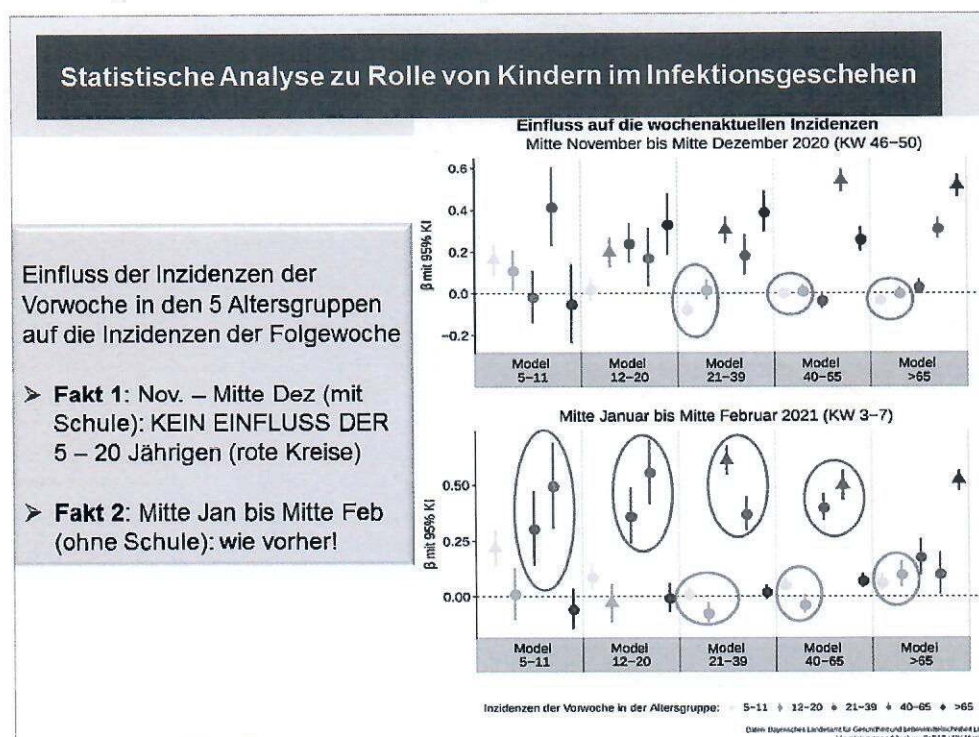 Statistische Analyse zu Rolle von Kindern im Infektionsgeschehen
Einfluss der Inzidenzen der
Vorwoche in den 5 Altersgruppen
auf die Inzidenzen der Folgewoche
➤ Fakt 1: Nov. – Mitte Dez (mit
Schule): KEIN EINFLUSS DER
5 – 20 Jährigen (rote Kreise)
➤ Fakt 2: Mitte Jan bis Mitte Feb
(ohne Schule): wie vorher!
Einfluss auf die wochenaktuellen Inzidenzen
Mitte November bis Mitte Dezember 2020 (KW 46–50)
β mit 95% KI
0.6
0.4
0.2
0.0
−0.2
Model Model Model Model Model
5–11 12–20 21–39 40–65 >65
Mitte Januar bis Mitte Februar 2021 (KW 3–7)
β mit 95% KI
0.50
0.25
0.00
Model Model Model Model Model
5–11 12–20 21–39 40–65 >65
Inzidenzen der Vorwoche in der Altersgruppe: 5–11 12–20 21–39 40–65 >65
Daten: Bayerisches Landesamt für Gesundheit und Lebensmittelsicherheit